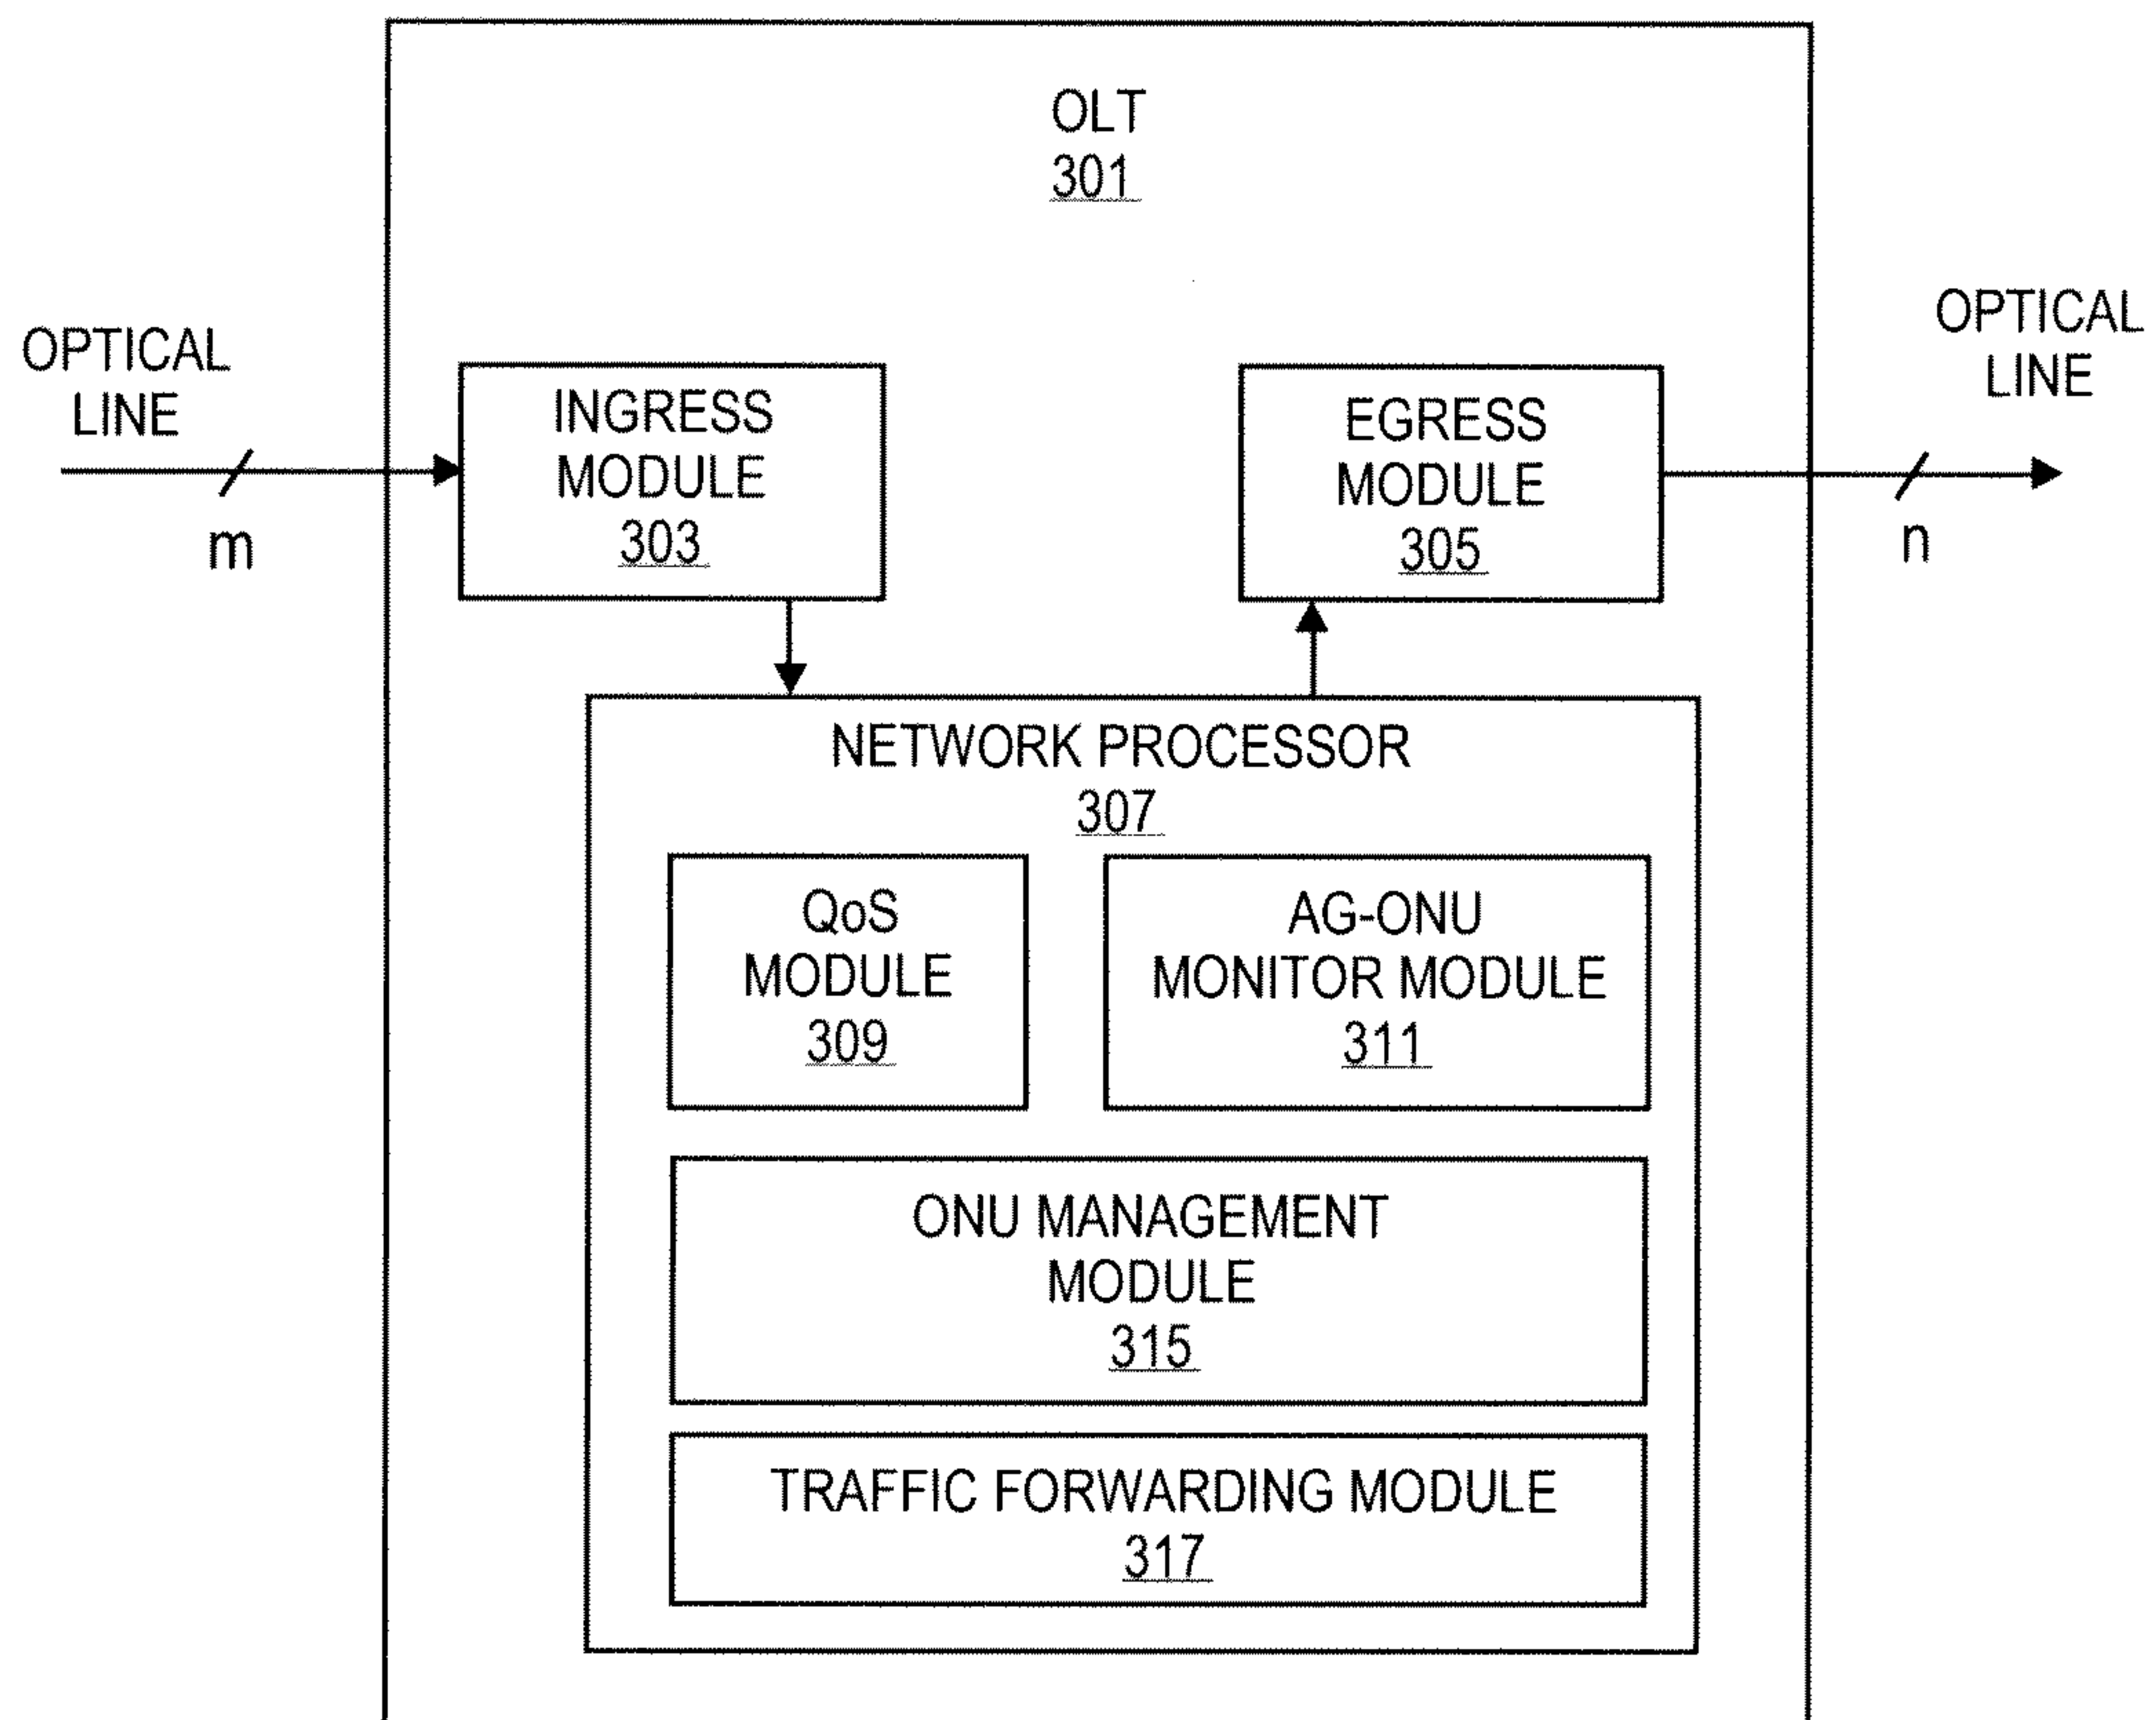 OLT
301
OPTICAL
LINE
m
INGRESS
MODULE
303
EGRESS
MODULE
305
OPTICAL
LINE
n
NETWORK PROCESSOR
307
QoS
MODULE
309
AG-ONU
MONITOR MODULE
311
ONU MANAGEMENT
MODULE
315
TRAFFIC FORWARDING MODULE
317